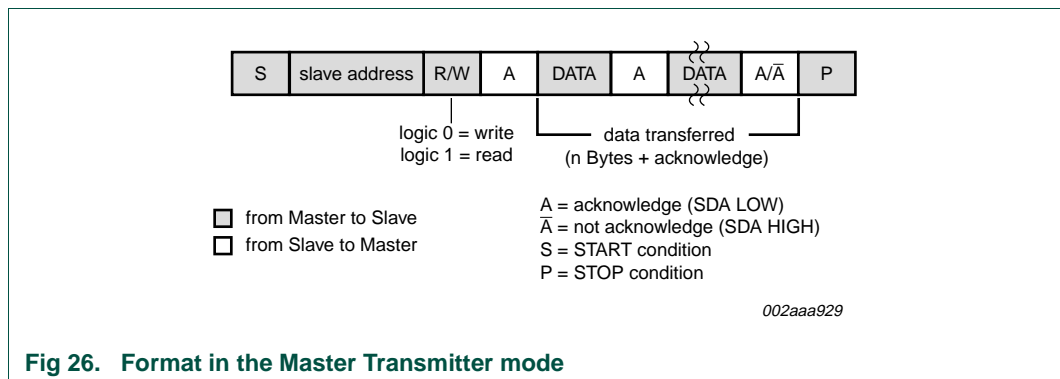 S slave address R/W A DATA A DATA A/A̅ P
logic 0 = write
logic 1 = read
data transferred
(n Bytes + acknowledge)
from Master to Slave
from Slave to Master
A = acknowledge (SDA LOW)
A̅ = not acknowledge (SDA HIGH)
S = START condition
P = STOP condition
002aaa929
Fig 26. Format in the Master Transmitter mode